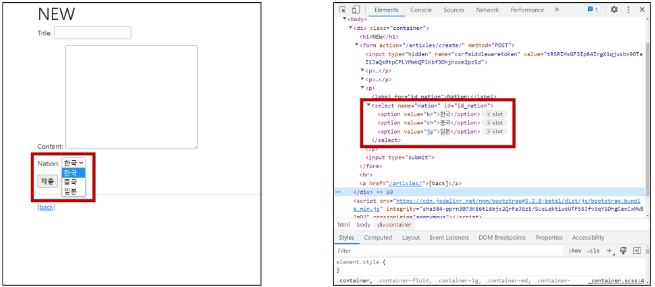 NEW
Title:
Content:
Nation: 한국
한국
중국
일본
제출
[back]
Elements Console Sources Network Performance » 1
<body>
<div class="container">
<h1>NEW</h1>
<form action="/articles/create/" method="POST">
<input type="hidden" name="csrfmiddlewaretoken" value=
<p>…</p>
<p>…</p>
<p>
<label for="id_nation">Nation:</label>
<select name="nation" id="id_nation">
<option value="kr">한국</option> slot
<option value="ch">중국</option> slot
<option value="jp">일본</option> slot
</select>
</p>
<input type="submit">
</form>
<hr>
<a href="/articles/">[back]</a>
</div> == $0
<script src="https://cdn.jsdelivr.net/npm/bootstrap@5.2.0-beta1/dist/js/bootstrap.bund
le.min.js" integrity=
crossorigin="anonymous"></script>
html body div.container
Styles Computed Layout Event Listeners DOM Breakpoints Properties Accessibility
Filter :hov .cls +
element.style {
}
.container, .container-fluid, .container-lg, .container-md, .container- _container.scss:4